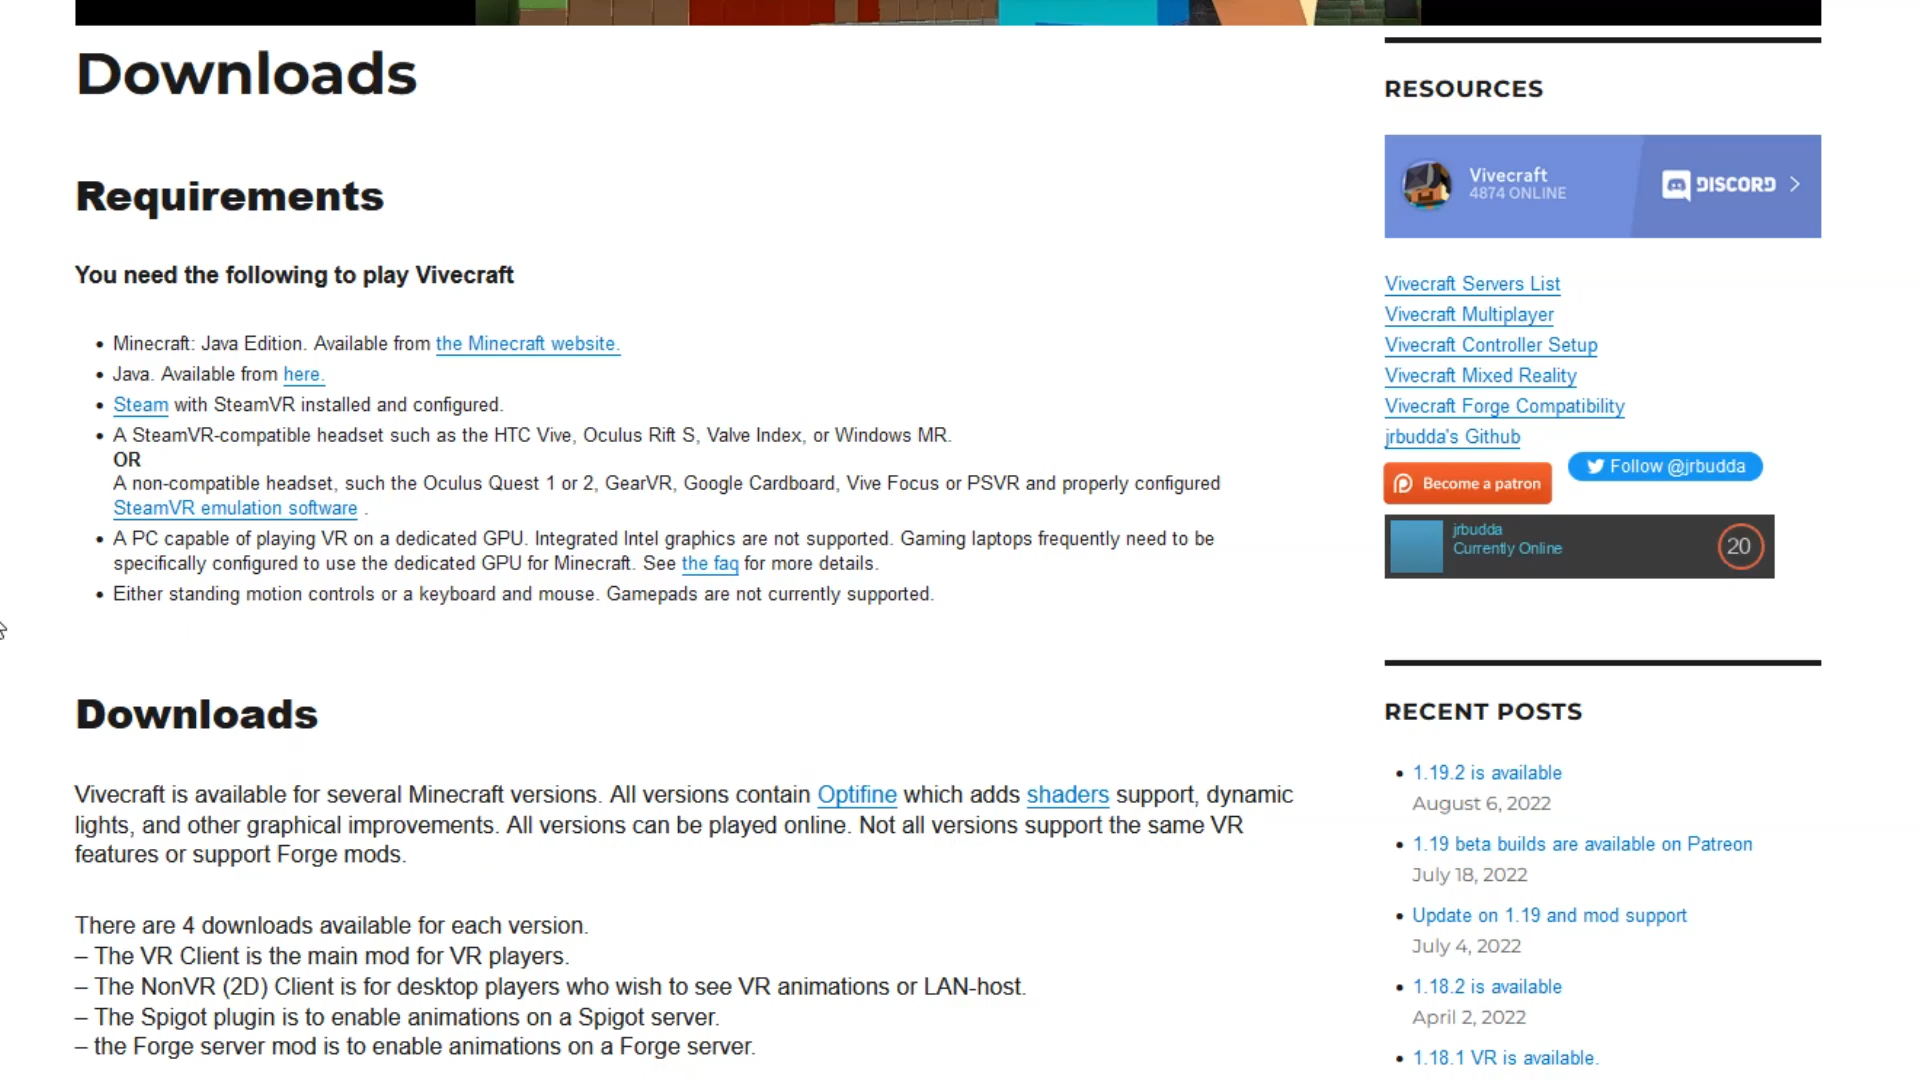 Downloads
Requirements
You need the following to play Vivecraft
• Minecraft: Java Edition. Available from the Minecraft website.
• Java. Available from here.
• Steam with SteamVR installed and configured.
• A SteamVR-compatible headset such as the HTC Vive, Oculus Rift S, Valve Index, or Windows MR.
OR
A non-compatible headset, such the Oculus Quest 1 or 2, GearVR, Google Cardboard, Vive Focus or PSVR and properly configured
SteamVR emulation software .
• A PC capable of playing VR on a dedicated GPU. Integrated Intel graphics are not supported. Gaming laptops frequently need to be
specifically configured to use the dedicated GPU for Minecraft. See the faq for more details.
• Either standing motion controls or a keyboard and mouse. Gamepads are not currently supported.
Downloads
Vivecraft is available for several Minecraft versions. All versions contain Optifine which adds shaders support, dynamic
lights, and other graphical improvements. All versions can be played online. Not all versions support the same VR
features or support Forge mods.
There are 4 downloads available for each version.
– The VR Client is the main mod for VR players.
– The NonVR (2D) Client is for desktop players who wish to see VR animations or LAN-host.
– The Spigot plugin is to enable animations on a Spigot server.
– the Forge server mod is to enable animations on a Forge server.
RESOURCES
Vivecraft
4874 ONLINE
DISCORD
Vivecraft Servers List
Vivecraft Multiplayer
Vivecraft Controller Setup
Vivecraft Mixed Reality
Vivecraft Forge Compatibility
jrbudda's Github
Become a patron
Follow @jrbudda
jrbudda
Currently Online
20
RECENT POSTS
• 1.19.2 is available
August 6, 2022
• 1.19 beta builds are available on Patreon
July 18, 2022
• Update on 1.19 and mod support
July 4, 2022
• 1.18.2 is available
April 2, 2022
• 1.18.1 VR is available.